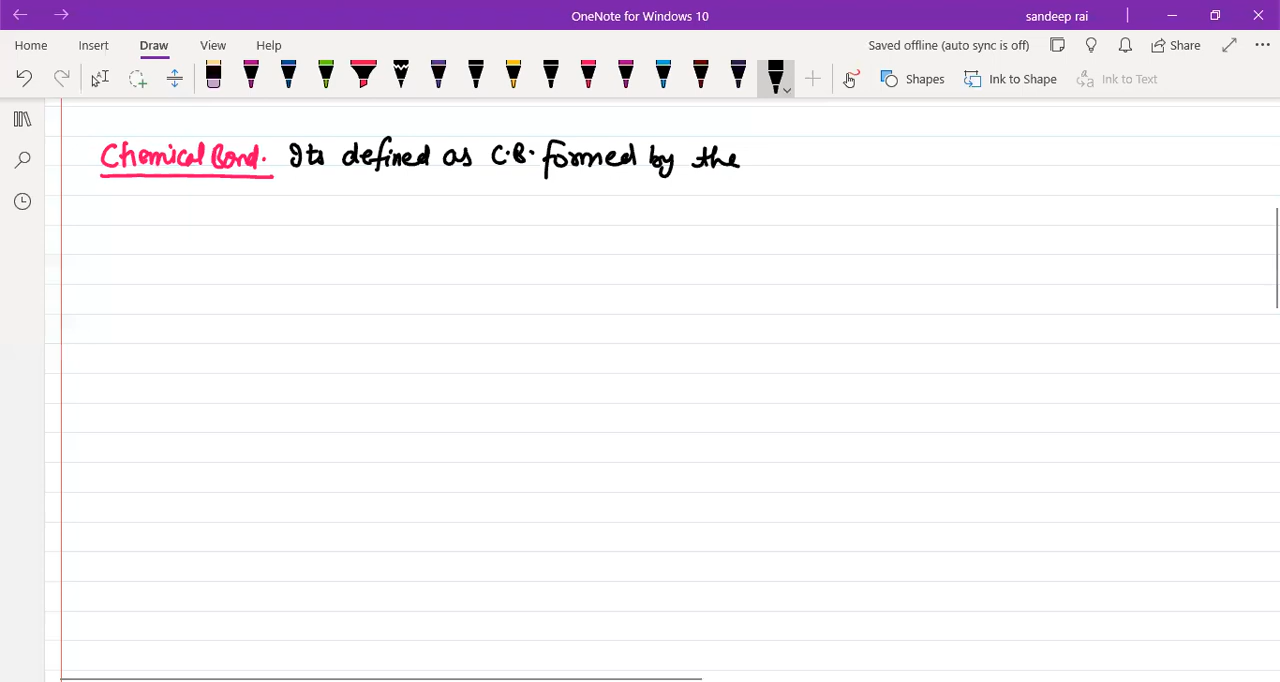 OneNote for Windows 10
sandeep rai
Home Insert Draw View Help
Saved offline (auto sync is off) Share
Shapes Ink to Shape Ink to Text
Chemical Bond. Its defined as C.B. formed by the